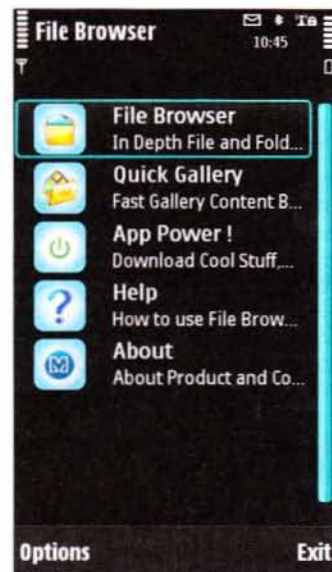 File Browser
10:45
File Browser
In Depth File and Fold...
Quick Gallery
Fast Gallery Content B...
App Power !
Download Cool Stuff,...
Help
How to use File Brow...
About
About Product and Co...
Options Exit